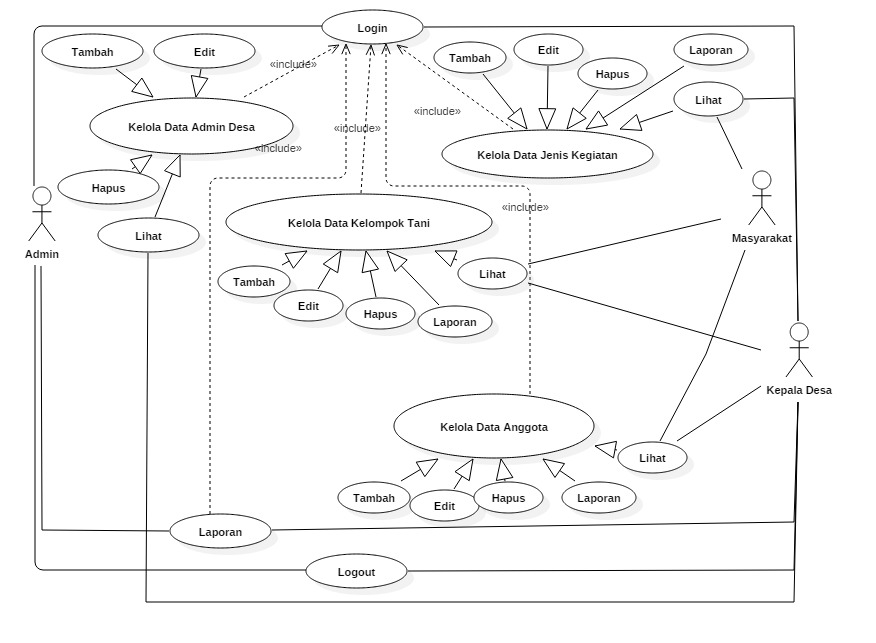 Login
Tambah
Edit
«include»
Tambah
Edit
Hapus
Laporan
Lihat
Kelola Data Admin Desa
«include»
«include»
«include»
Kelola Data Jenis Kegiatan
Hapus
Lihat
Admin
Kelola Data Kelompok Tani
«include»
Masyarakat
Tambah
Edit
Hapus
Laporan
Lihat
Kepala Desa
Kelola Data Anggota
Lihat
Tambah
Edit
Hapus
Laporan
Laporan
Logout